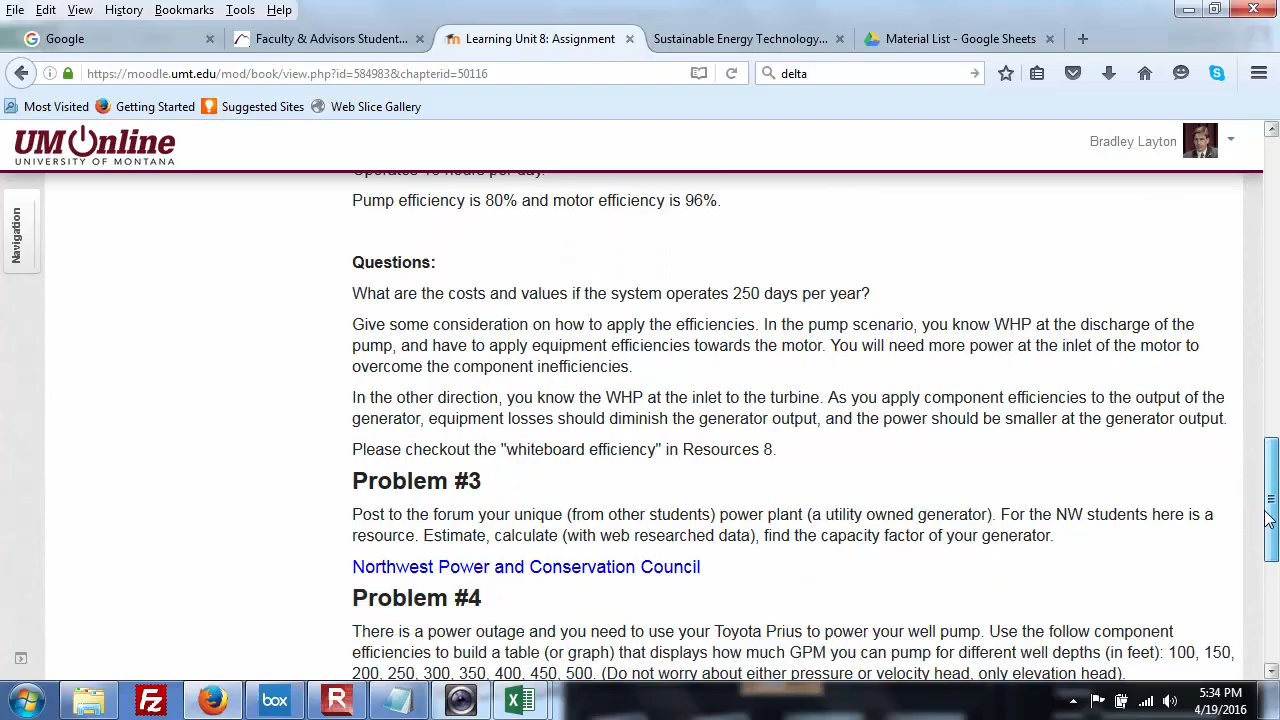 File Edit View History Bookmarks Tools Help
Google
Faculty & Advisors Student...
Learning Unit 8: Assignment
Sustainable Energy Technology...
Material List - Google Sheets
https://moodle.umt.edu/mod/book/view.php?id=584983&chapterid=50116
delta
Most Visited Getting Started Suggested Sites Web Slice Gallery
UM Online
UNIVERSITY OF MONTANA
Bradley Layton
Navigation
Operates 10 hours per day.
Pump efficiency is 80% and motor efficiency is 96%.
Questions:
What are the costs and values if the system operates 250 days per year?
Give some consideration on how to apply the efficiencies. In the pump scenario, you know WHP at the discharge of the
pump, and have to apply equipment efficiencies towards the motor. You will need more power at the inlet of the motor to
overcome the component inefficiencies.
In the other direction, you know the WHP at the inlet to the turbine. As you apply component efficiencies to the output of the
generator, equipment losses should diminish the generator output, and the power should be smaller at the generator output.
Please checkout the "whiteboard efficiency" in Resources 8.
Problem #3
Post to the forum your unique (from other students) power plant (a utility owned generator). For the NW students here is a
resource. Estimate, calculate (with web researched data), find the capacity factor of your generator.
Northwest Power and Conservation Council
Problem #4
There is a power outage and you need to use your Toyota Prius to power your well pump. Use the follow component
efficiencies to build a table (or graph) that displays how much GPM you can pump for different well depths (in feet): 100, 150,
200, 250, 300, 350, 400, 450, 500. (Do not worry about either pressure or velocity head, only elevation head).
box
5:34 PM
4/19/2016